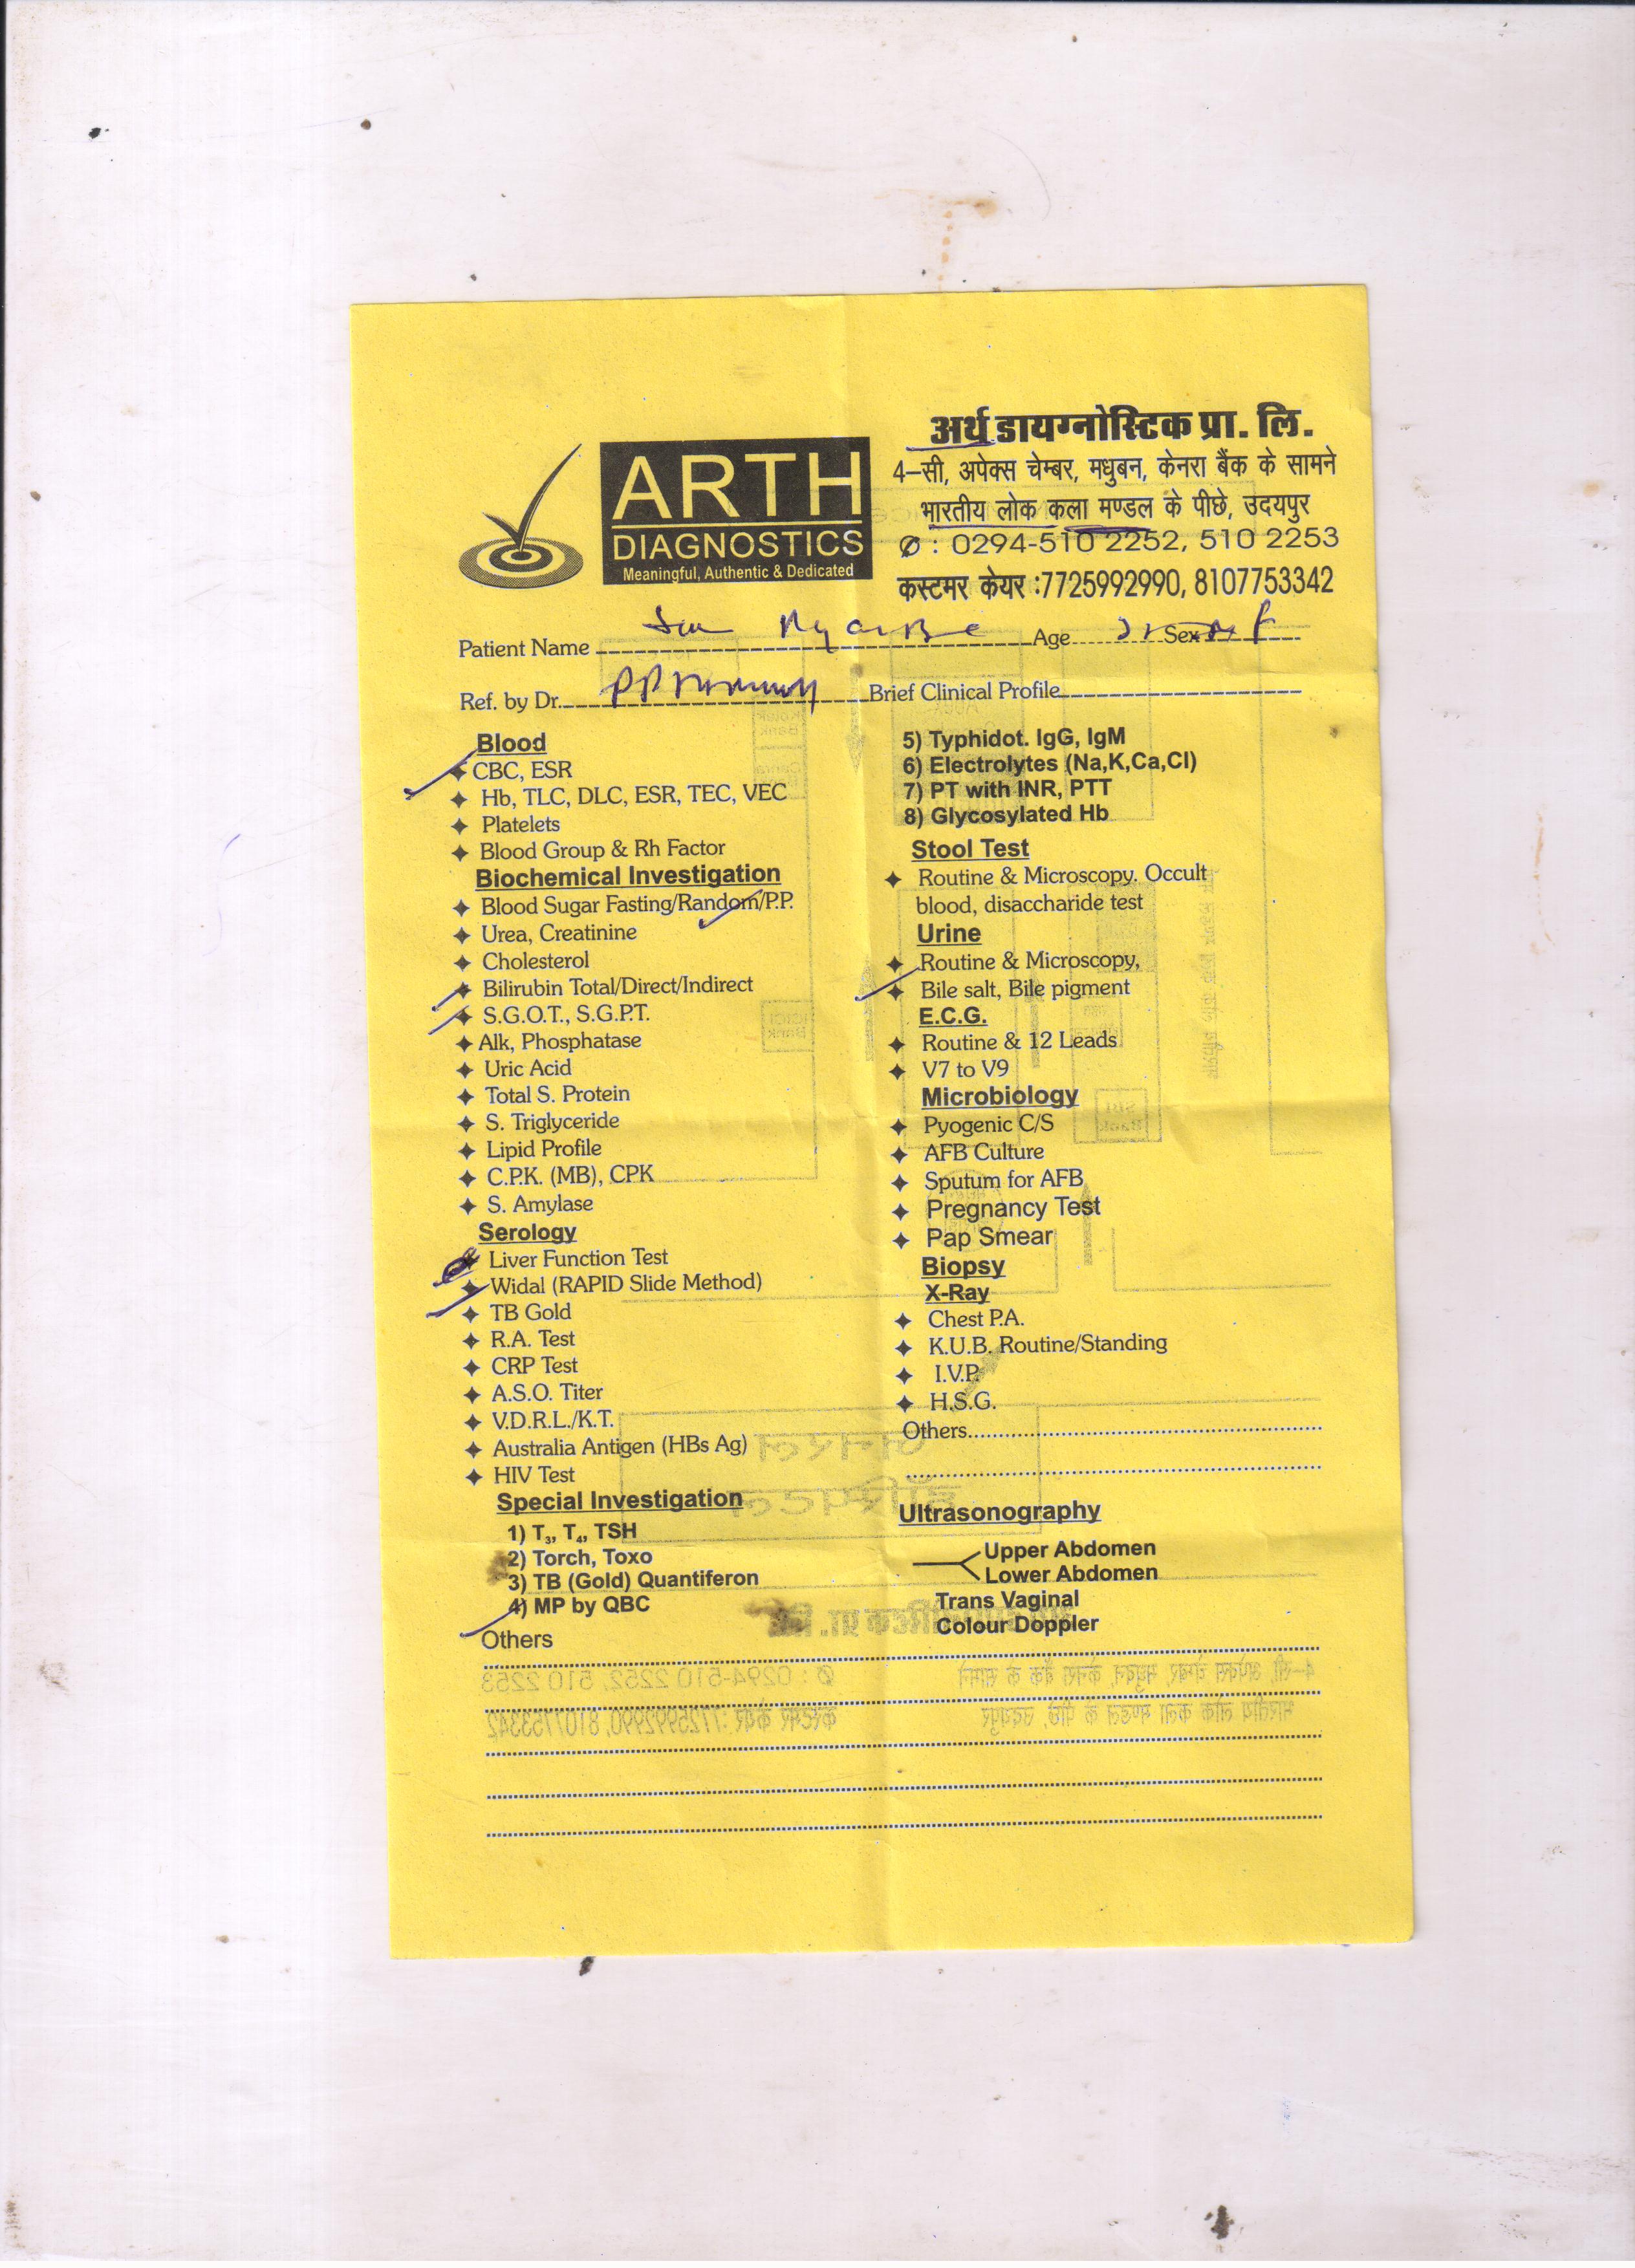 ARTH
DIAGNOSTICS
Meaningful, Authentic & Dedicated
अर्थ डायग्नोस्टिक प्रा. लि.
4–सी, अपेक्स चेम्बर, मधुबन, केनरा बैंक के सामने
भारतीय लोक कला मण्डल के पीछे, उदयपुर
: 0294-510 2252, 510 2253
कस्टमर केयर :7725992990, 8107753342
Patient Name Age Sex F
Ref. by Dr. Brief Clinical Profile
Blood
CBC, ESR
Hb, TLC, DLC, ESR, TEC, VEC
Platelets
Blood Group & Rh Factor
Biochemical Investigation
Blood Sugar Fasting/Random/P.P.
Urea, Creatinine
Cholesterol
Bilirubin Total/Direct/Indirect
S.G.O.T., S.G.P.T.
Alk, Phosphatase
Uric Acid
Total S. Protein
S. Triglyceride
Lipid Profile
C.P.K. (MB), CPK
S. Amylase
Serology
Liver Function Test
Widal (RAPID Slide Method)
TB Gold
R.A. Test
CRP Test
A.S.O. Titer
V.D.R.L./K.T.
Australia Antigen (HBs Ag)
HIV Test
Special Investigation
1) T3, T4, TSH
2) Torch, Toxo
3) TB (Gold) Quantiferon
4) MP by QBC
Others
5) Typhidot. IgG, IgM
6) Electrolytes (Na,K,Ca,Cl)
7) PT with INR, PTT
8) Glycosylated Hb
Stool Test
Routine & Microscopy. Occult
blood, disaccharide test
Urine
Routine & Microscopy,
Bile salt, Bile pigment
E.C.G.
Routine & 12 Leads
V7 to V9
Microbiology
Pyogenic C/S
AFB Culture
Sputum for AFB
Pregnancy Test
Pap Smear
Biopsy
X-Ray
Chest P.A.
K.U.B. Routine/Standing
I.V.P.
H.S.G.
Others
Ultrasonography
Upper Abdomen
Lower Abdomen
Trans Vaginal
Colour Doppler